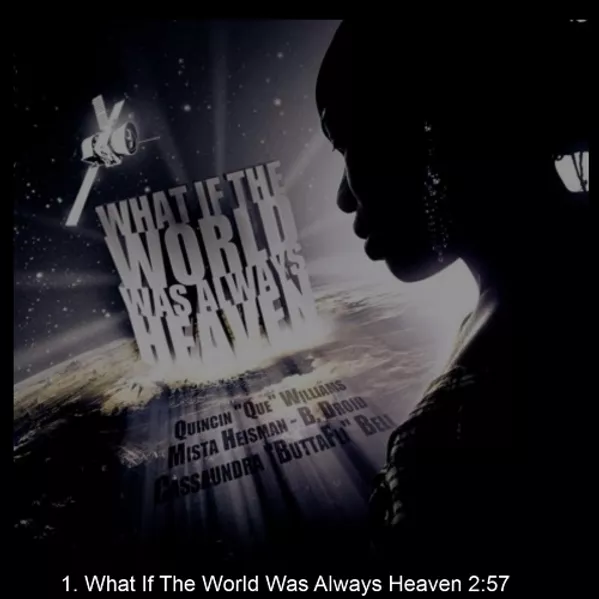 WHAT IF THE
WORLD
WAS ALWAYS
HEAVEN
QUINCIN "QUE" WILLIAMS
MISTA HEISMAN - B. DROID
CASSAUNDRA "BUTTAFLI" BELL
1. What If The World Was Always Heaven 2:57